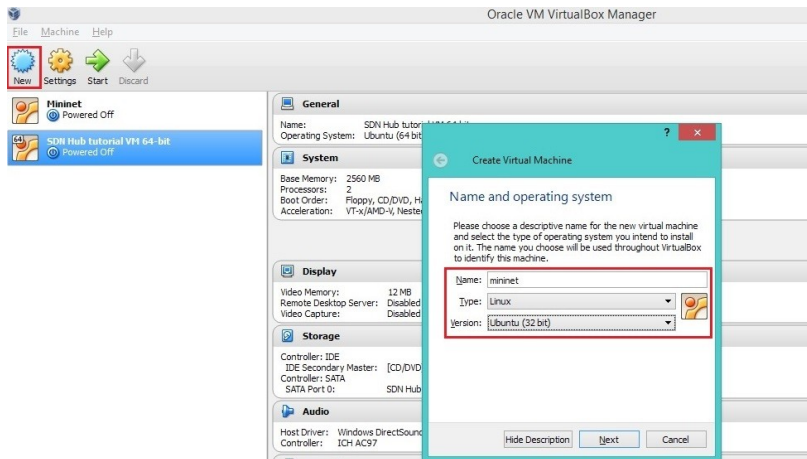 Oracle VM VirtualBox Manager
File Machine Help
New Settings Start Discard
Mininet
Powered Off
64
SDN Hub tutorial VM 64-bit
Powered Off
General
Name: SDN Hub
Operating System: Ubuntu (64 bit
System
Base Memory: 2560 MB
Processors: 2
Boot Order: Floppy, CD/DVD,
Acceleration: VT-x/AMD-V,
Display
Video Memory: 12 MB
Remote Desktop Server: Disabled
Video Capture: Disabled
Storage
Controller: IDE
IDE Secondary Master: [CD/DVD
Controller: SATA
SATA Port 0: SDN Hub
Audio
Host Driver: Windows DirectSound
Controller: ICH AC97
? ×
Create Virtual Machine
Name and operating system
Please choose a descriptive name for the new virtual machine
and select the type of operating system you intend to install
on it. The name you choose will be used throughout VirtualBox
to identify this machine.
Name: mininet
Type: Linux
Version: Ubuntu (32 bit)
Hide Description Next Cancel